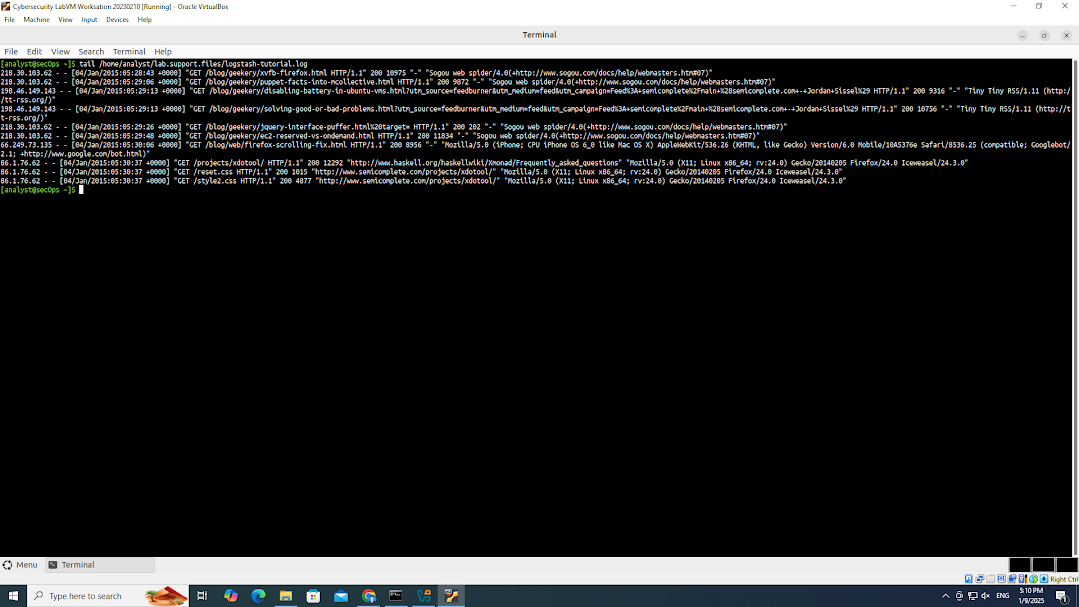 Cybersecurity LabVM Worksation 20230210 [Running] - Oracle VirtualBox
File Machine View Input Devices Help
Terminal
File Edit View Search Terminal Help
[analyst@secOps ~]$ tail /home/analyst/lab.support.files/logstash-tutorial.log
218.30.103.62 - - [04/Jan/2015:05:28:43 +0000] "GET /blog/geekery/xvfb-firefox.html HTTP/1.1" 200 10975 "-" "Sogou web spider/4.0(+http://www.sogou.com/docs/help/webmasters.htm#07)"
218.30.103.62 - - [04/Jan/2015:05:29:06 +0000] "GET /blog/geekery/puppet-facts-into-mcollective.html HTTP/1.1" 200 9872 "-" "Sogou web spider/4.0(+http://www.sogou.com/docs/help/webmasters.htm#07)"
198.46.149.143 - - [04/Jan/2015:05:29:13 +0000] "GET /blog/geekery/disabling-battery-in-ubuntu-vms.html?utm_source=feedburner&utm_medium=feed&utm_campaign=Feed%3A+semicomplete%2Fmain+%28semicomplete.com+-+Jordan+Sissel%29 HTTP/1.1" 200 9316 "-" "Tiny Tiny RSS/1.11 (http:/
/tt-rss.org/)"
198.46.149.143 - - [04/Jan/2015:05:29:13 +0000] "GET /blog/geekery/solving-good-or-bad-problems.html?utm_source=feedburner&utm_medium=feed&utm_campaign=Feed%3A+semicomplete%2Fmain+%28semicomplete.com+-+Jordan+Sissel%29 HTTP/1.1" 200 10756 "-" "Tiny Tiny RSS/1.11 (http://t
t-rss.org/)"
218.30.103.62 - - [04/Jan/2015:05:29:26 +0000] "GET /blog/geekery/jquery-interface-puffer.html%20target= HTTP/1.1" 200 202 "-" "Sogou web spider/4.0(+http://www.sogou.com/docs/help/webmasters.htm#07)"
218.30.103.62 - - [04/Jan/2015:05:29:48 +0000] "GET /blog/geekery/ec2-reserved-vs-ondemand.html HTTP/1.1" 200 11834 "-" "Sogou web spider/4.0(+http://www.sogou.com/docs/help/webmasters.htm#07)"
66.249.73.135 - - [04/Jan/2015:05:30:06 +0000] "GET /blog/web/firefox-scrolling-fix.html HTTP/1.1" 200 8956 "-" "Mozilla/5.0 (iPhone; CPU iPhone OS 6_0 like Mac OS X) AppleWebKit/536.26 (KHTML, like Gecko) Version/6.0 Mobile/10A5376e Safari/8536.25 (compatible; Googlebot/
2.1; +http://www.google.com/bot.html)"
86.1.76.62 - - [04/Jan/2015:05:30:37 +0000] "GET /projects/xdotool/ HTTP/1.1" 200 12292 "http://www.haskell.org/haskellwiki/Xmonad/Frequently_asked_questions" "Mozilla/5.0 (X11; Linux x86_64; rv:24.0) Gecko/20140205 Firefox/24.0 Iceweasel/24.3.0"
86.1.76.62 - - [04/Jan/2015:05:30:37 +0000] "GET /reset.css HTTP/1.1" 200 1015 "http://www.semicomplete.com/projects/xdotool/" "Mozilla/5.0 (X11; Linux x86_64; rv:24.0) Gecko/20140205 Firefox/24.0 Iceweasel/24.3.0"
86.1.76.62 - - [04/Jan/2015:05:30:37 +0000] "GET /style2.css HTTP/1.1" 200 4877 "http://www.semicomplete.com/projects/xdotool/" "Mozilla/5.0 (X11; Linux x86_64; rv:24.0) Gecko/20140205 Firefox/24.0 Iceweasel/24.3.0"
[analyst@secOps ~]$
Menu Terminal
Right Ctrl
Type here to search
ENG
5:10 PM
1/9/2025
1